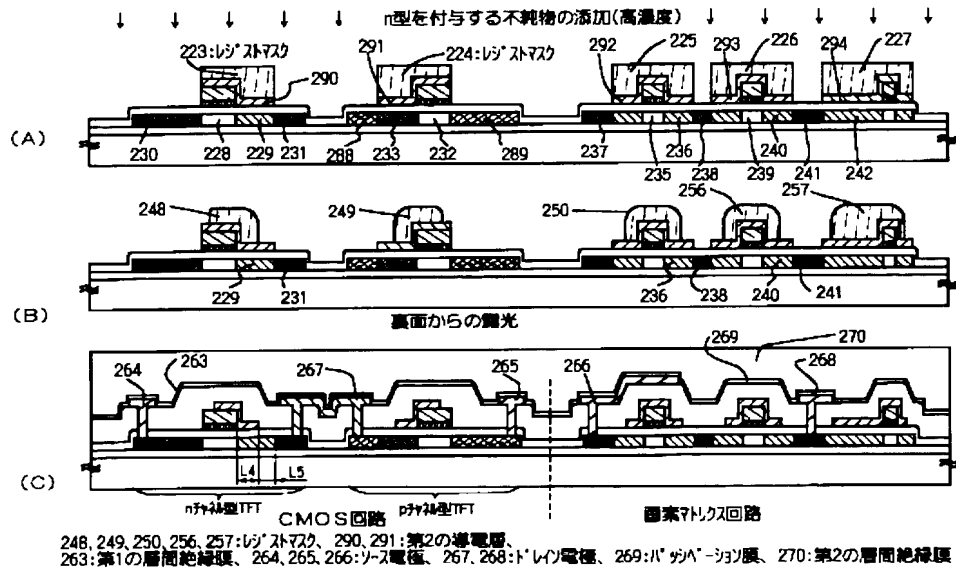 n型を付与する不純物の添加(高濃度)
223:レジストマスク 290 291 224:レジストマスク 292 225 293 226 294 227
(A)
230 228 229 231 288 233 232 289 237 235 236 238 239 240 241 242
248 249 250 256 257
229 231 236 238 240 241
(B)
裏面からの露光
264 263 267 265 266 269 270 268
L4 L5
(C)
nチャネル型TFT pチャネル型TFT
CMOS回路 画素マトリクス回路
248, 249, 250, 256, 257:レジストマスク、 290, 291:第2の導電層、
263:第1の層間絶縁膜、 264, 265, 266:ソース電極、 267, 268:ドレイン電極、 269:パッシベーション膜、 270:第2の層間絶縁膜